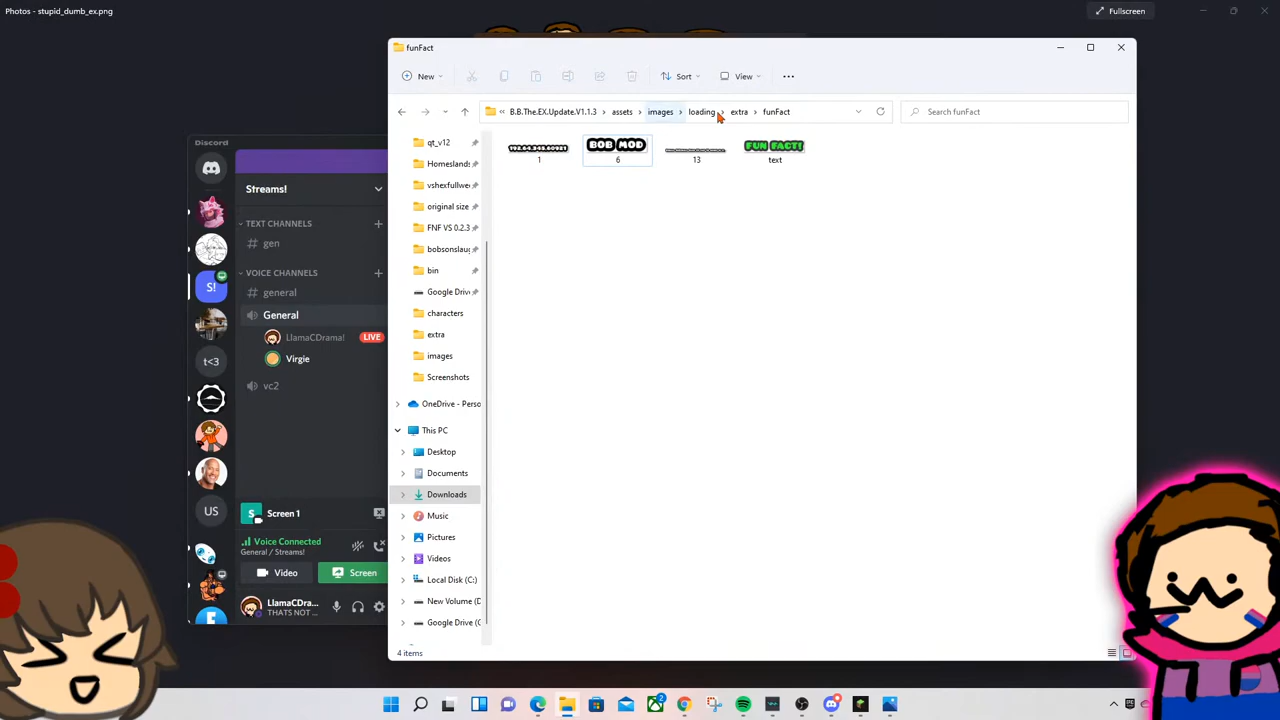 Photos - stupid_dumb_ex.png
Fullscreen
funFact
New
Sort
View
B.B.The.EX.Update.V1.1.3 > assets > images > loading > extra > funFact
Search funFact
qt_v12
Homeslands
vshexfullwee
original size
FNF VS 0.2.3
bobsonslaug
bin
Google Drive
characters
extra
images
Screenshots
OneDrive - Perso
This PC
Desktop
Documents
Downloads
Music
Pictures
Videos
Local Disk (C:)
New Volume (D
Google Drive (G
BOB MOD
FUN FACT!
1
6
13
text
4 items
Discord
Streams!
TEXT CHANNELS
# gen
VOICE CHANNELS
# general
General
LlamaCDrama!
LIVE
Virgie
vc2
t<3
US
S!
S
Screen 1
Voice Connected
General / Streams!
Video
Screen
LlamaCDra...
THATS NOT ...
2